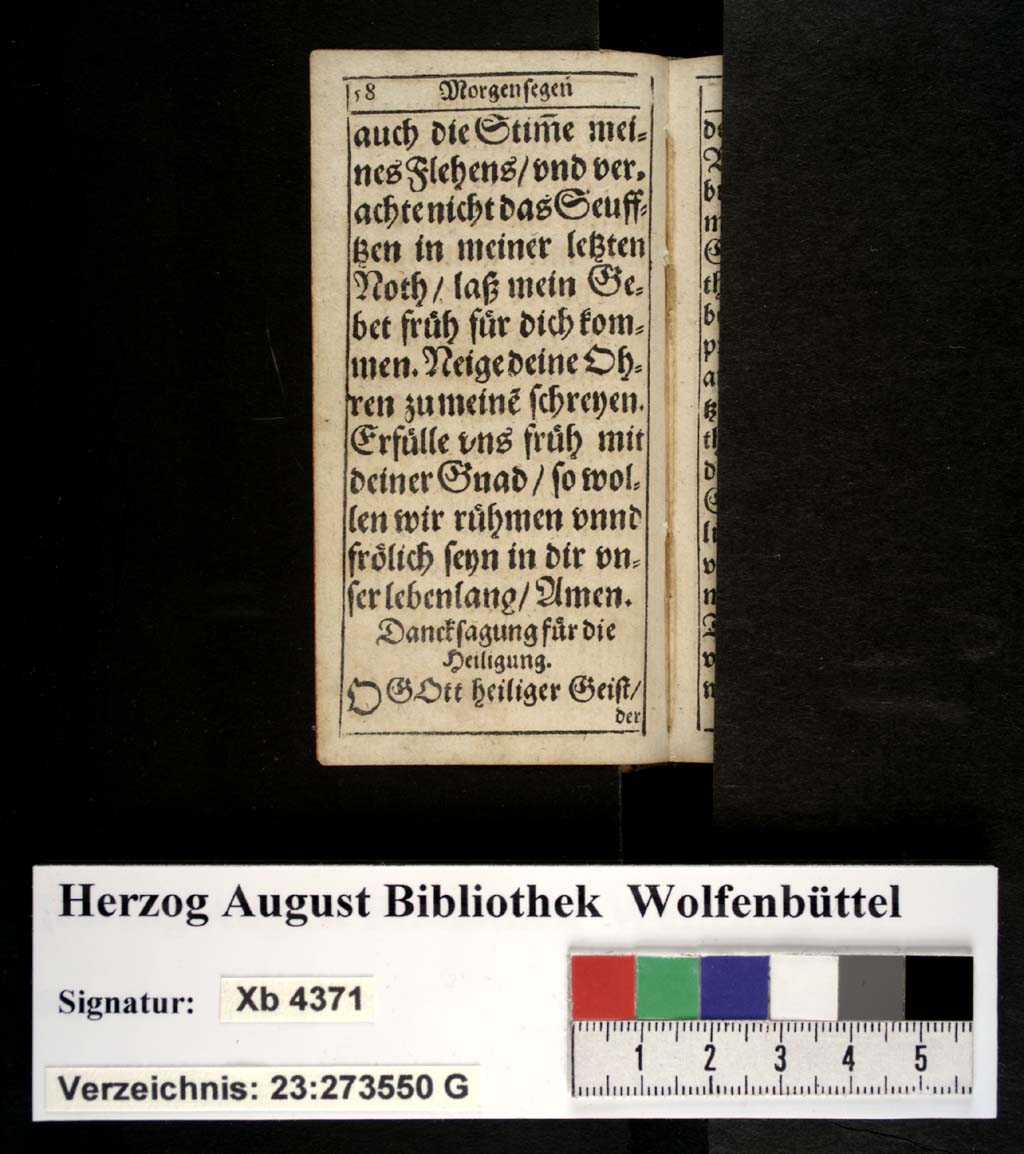 58 Morgensegen
auch die Stim̃e mei-
nes Flehens/ vnd ver-
achte nicht das Seuff-
tzen in meiner letzten
Noth/ laß mein Ge-
bet früh für dich kom-
men. Neige deine Oh-
ren zu meinẽ schreyen.
Erfülle vns früh mit
deiner Gnad/ so wol-
len wir rühmen vnnd
frölich seyn in dir vn-
ser lebenlang/ Amen.
Dancksagung für die
Heiligung.
O GOtt heiliger Geist/
der
Herzog August Bibliothek Wolfenbüttel
Signatur: Xb 4371
Verzeichnis: 23:273550 G
1 2 3 4 5